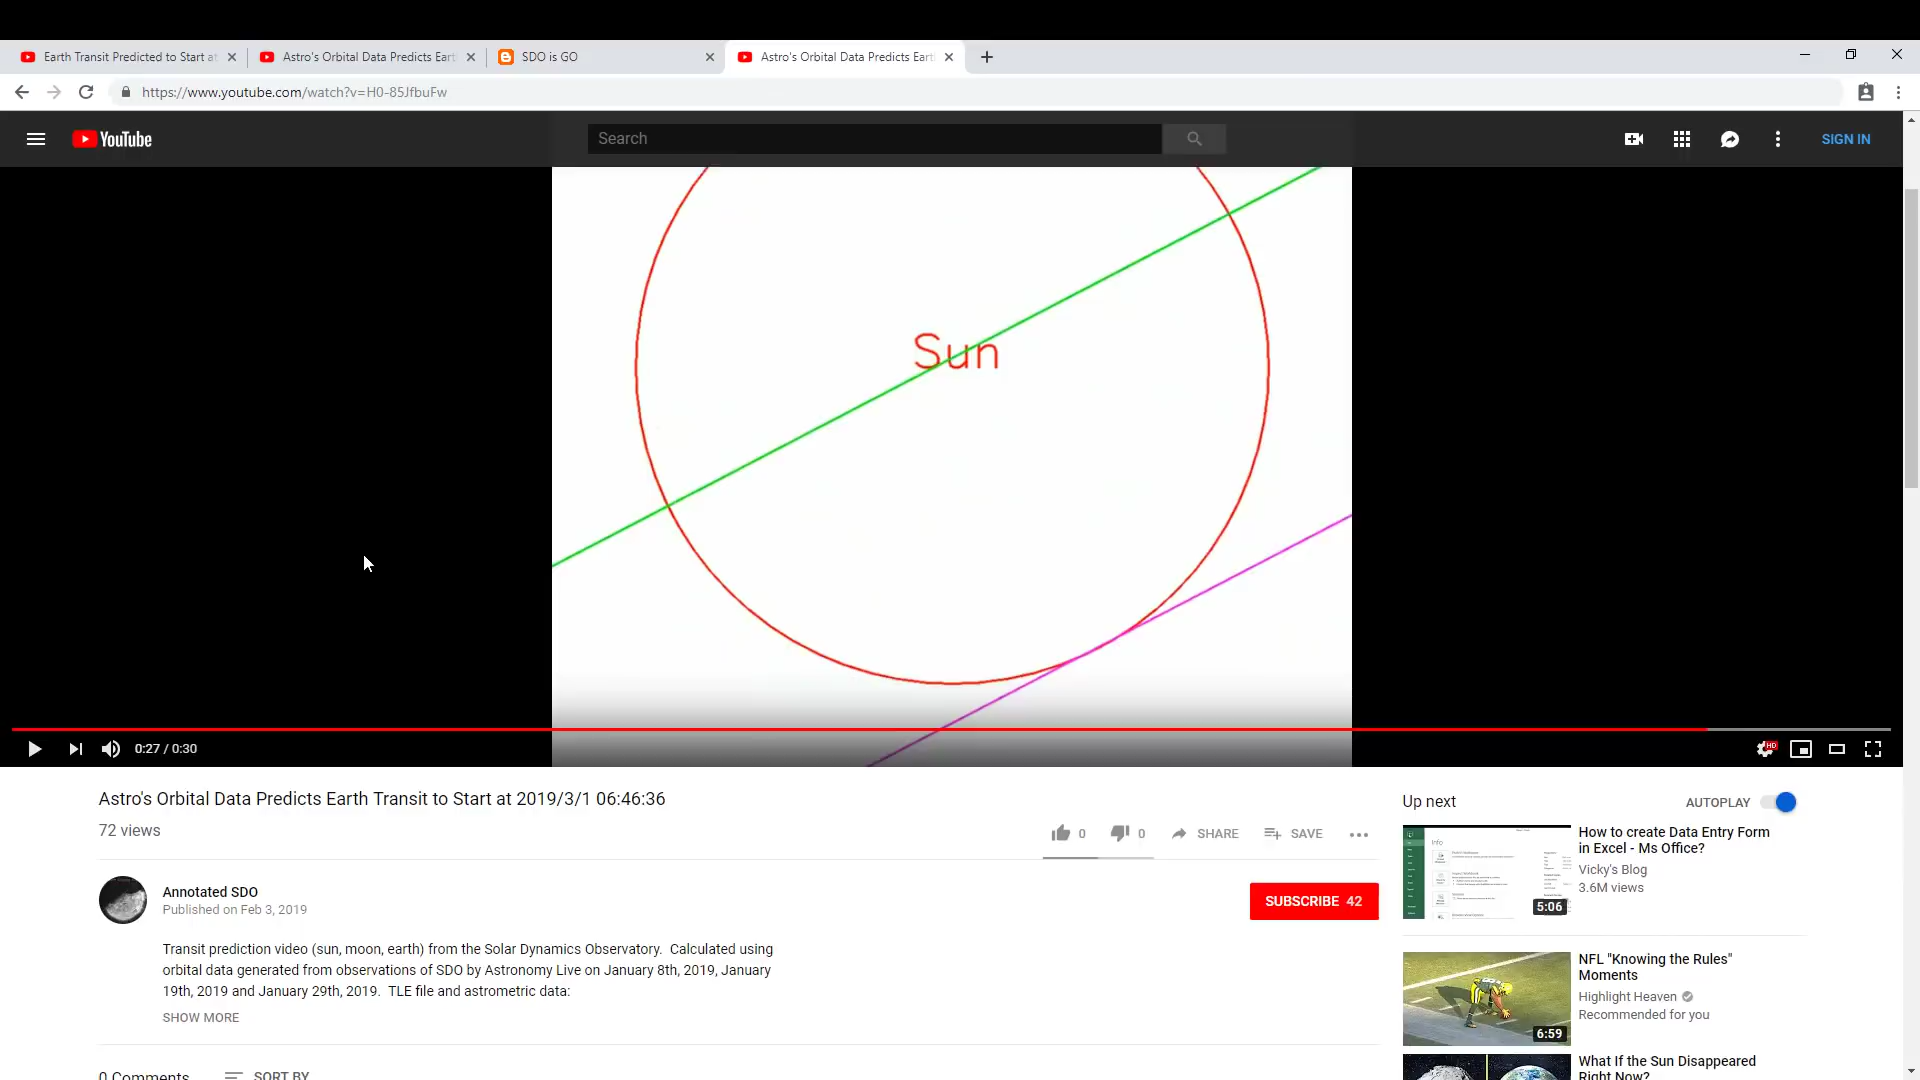 Earth Transit Predicted to Start at
Astro's Orbital Data Predicts Eart
SDO is GO
Astro's Orbital Data Predicts Eart
https://www.youtube.com/watch?v=H0-85JfbuFw
YouTube
Search
SIGN IN
Sun
0:27 / 0:30
HD
Astro's Orbital Data Predicts Earth Transit to Start at 2019/3/1 06:46:36
72 views
0
0
SHARE
SAVE
Annotated SDO
Published on Feb 3, 2019
SUBSCRIBE 42
Transit prediction video (sun, moon, earth) from the Solar Dynamics Observatory. Calculated using
orbital data generated from observations of SDO by Astronomy Live on January 8th, 2019, January
19th, 2019 and January 29th, 2019. TLE file and astrometric data:
SHOW MORE
0 Comments
SORT BY
Up next
AUTOPLAY
Info
5:06
How to create Data Entry Form
in Excel - Ms Office?
Vicky's Blog
3.6M views
6:59
NFL "Knowing the Rules"
Moments
Highlight Heaven
Recommended for you
What If the Sun Disappeared
Right Now?